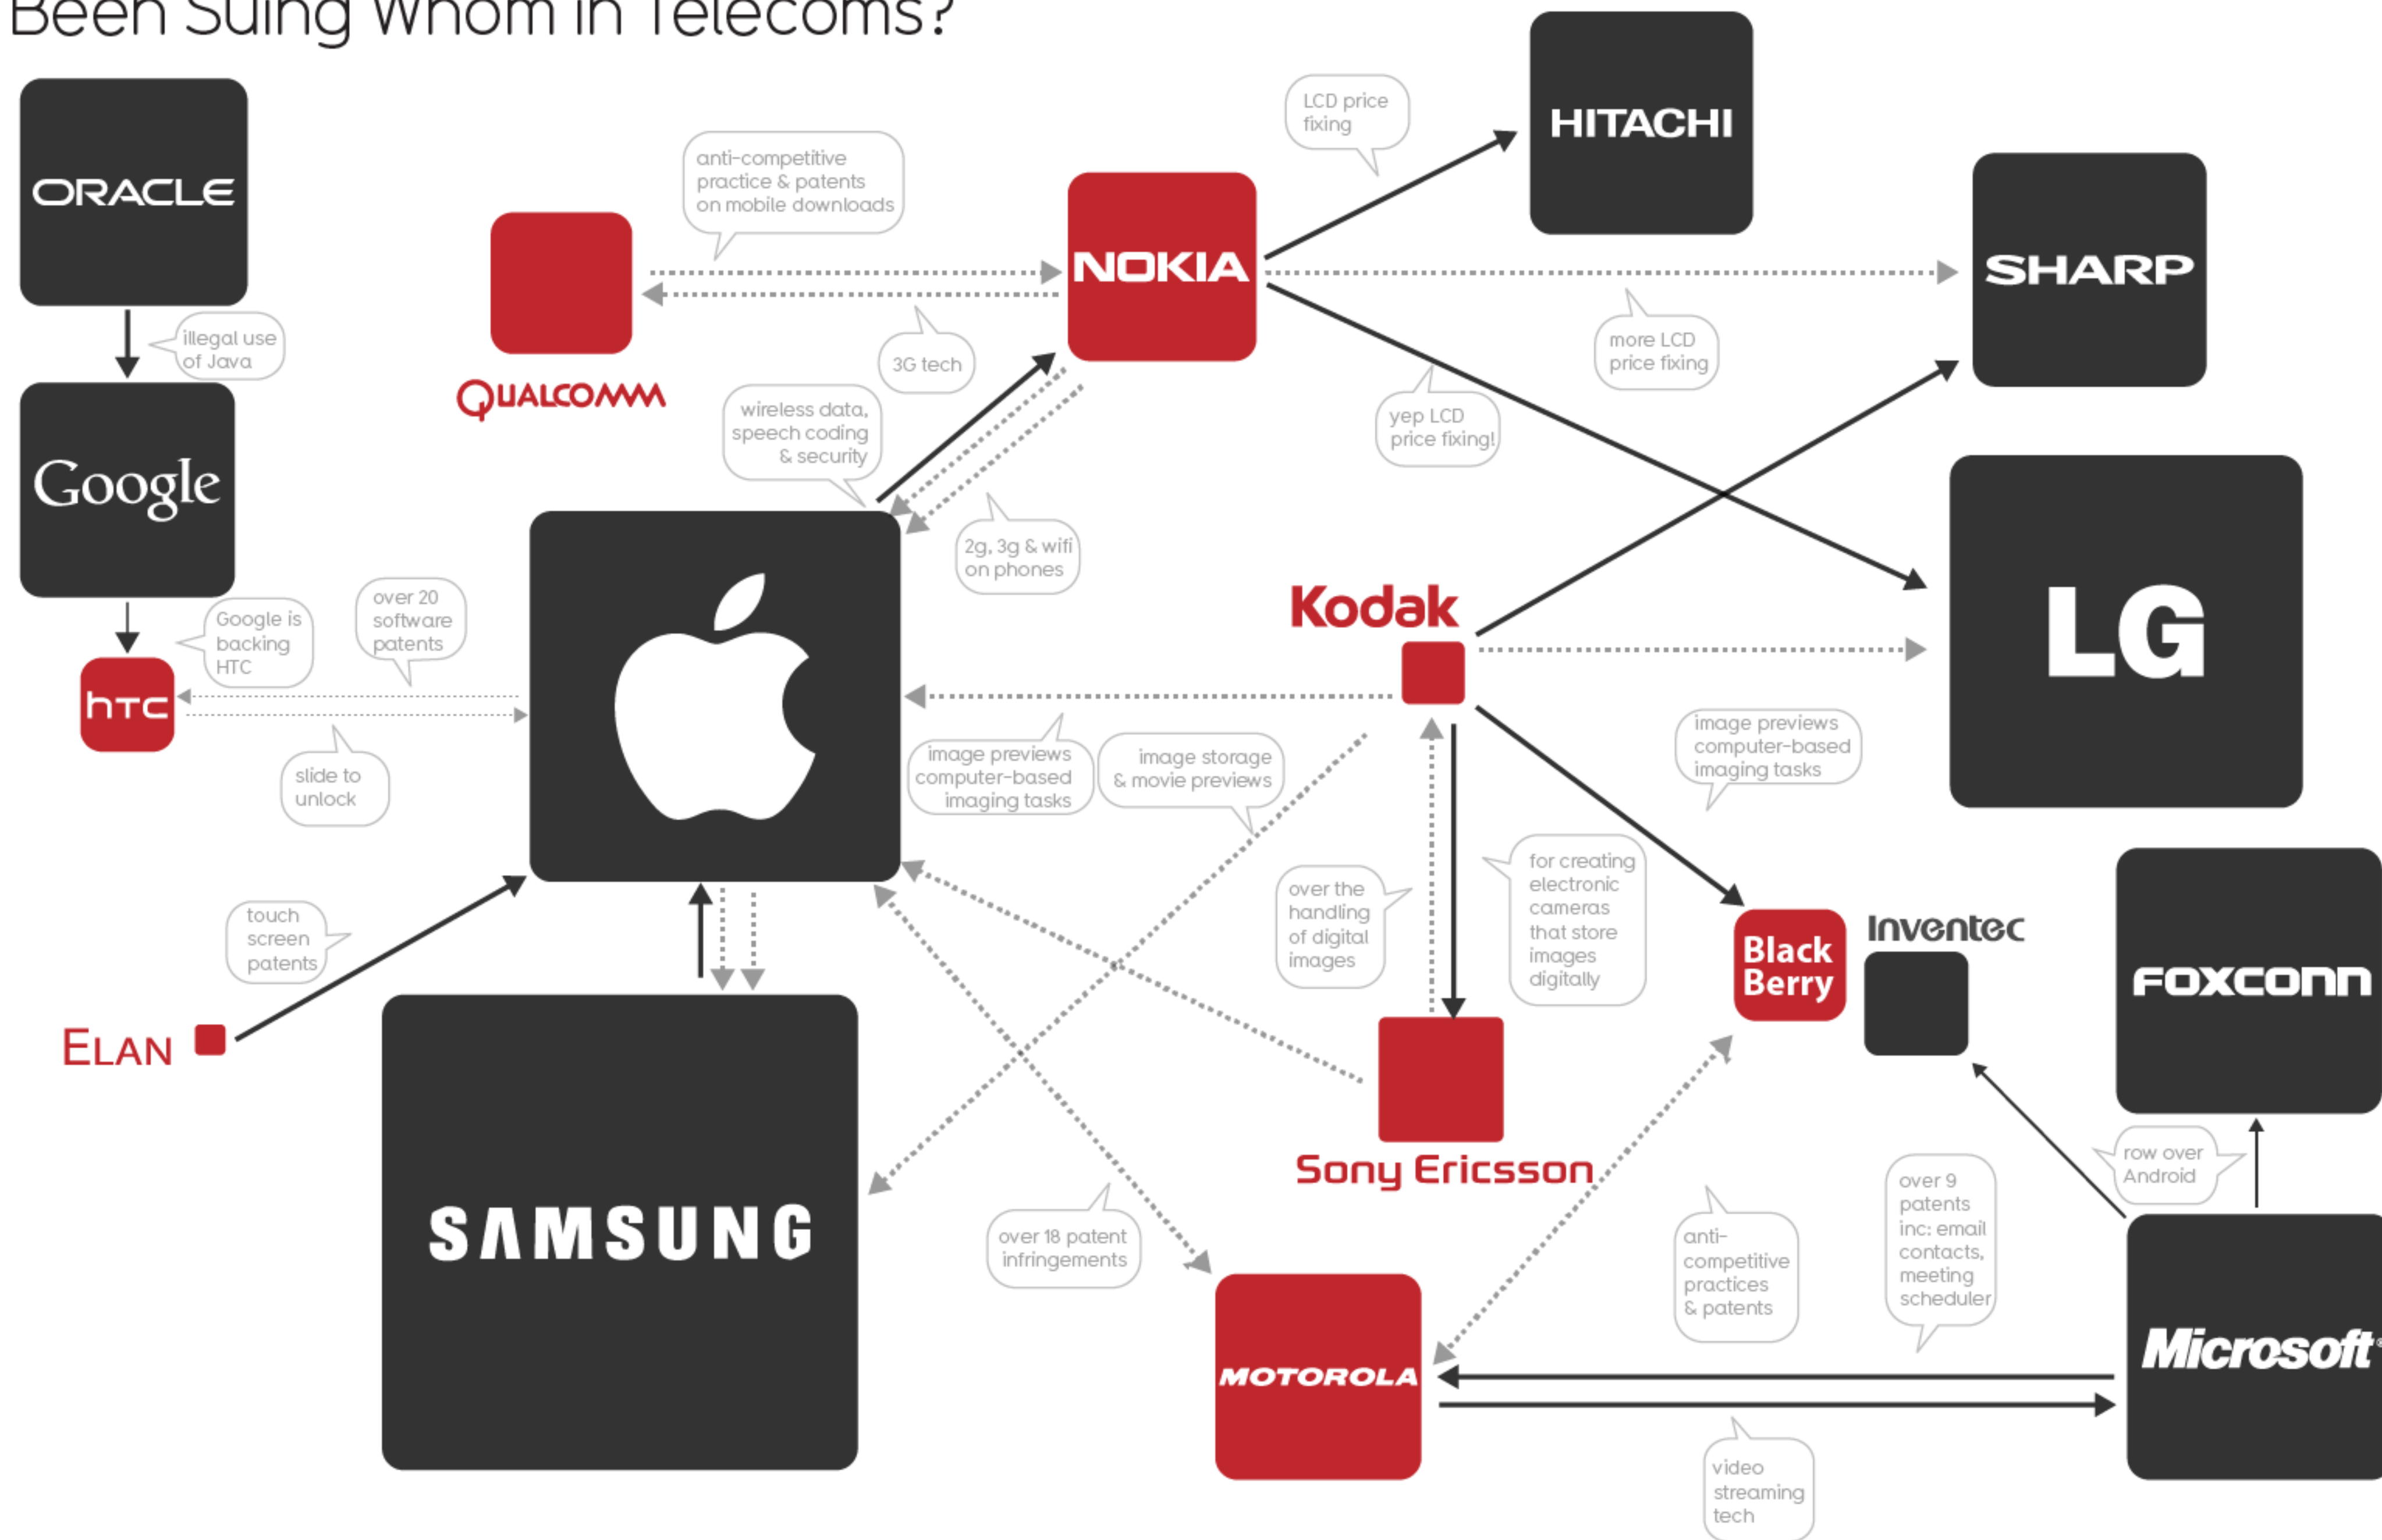 Been Suing Whom in Telecoms?
ORACLE
illegal use
of Java
Google
Google is
backing
HTC
hTC
over 20
software
patents
slide to
unlock
QUALCOMM
anti-competitive
practice & patents
on mobile downloads
3G tech
NOKIA
wireless data,
speech coding
& security
2g, 3g & wifi
on phones
LCD price
fixing
HITACHI
more LCD
price fixing
SHARP
yep LCD
price fixing!
LG
Kodak
image previews
computer-based
imaging tasks
image storage
& movie previews
image previews
computer-based
imaging tasks
over the
handling
of digital
images
for creating
electronic
cameras
that store
images
digitally
Black
Berry
Inventec
FOXCONN
touch
screen
patents
ELAN
SAMSUNG
Sony Ericsson
over 18 patent
infringements
MOTOROLA
anti-
competitive
practices
& patents
over 9
patents
inc: email
contacts,
meeting
scheduler
row over
Android
Microsoft®
video
streaming
tech